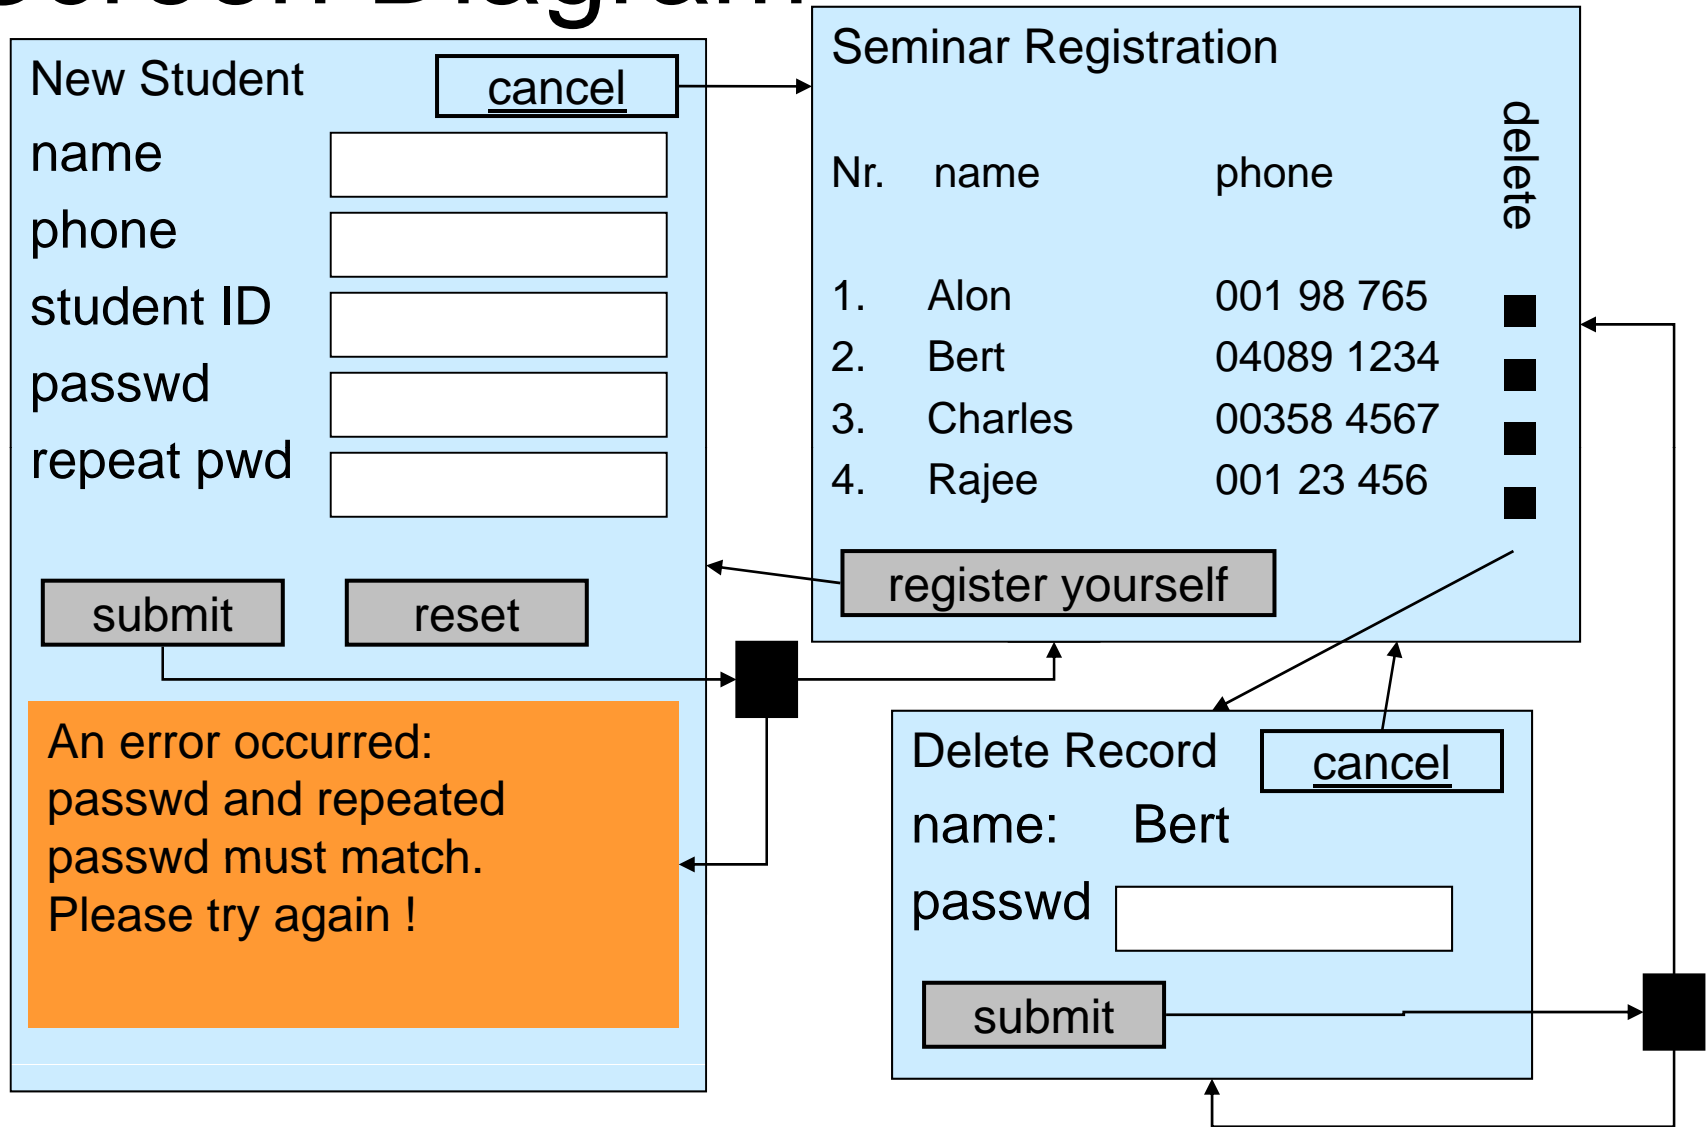 Screen Diagram
New Student
cancel
name
phone
student ID
passwd
repeat pwd
submit
reset
An error occurred:
passwd and repeated
passwd must match.
Please try again !
Seminar Registration
Nr. name phone delete
1. Alon 001 98 765
2. Bert 04089 1234
3. Charles 00358 4567
4. Rajee 001 23 456
register yourself
Delete Record
cancel
name: Bert
passwd
submit